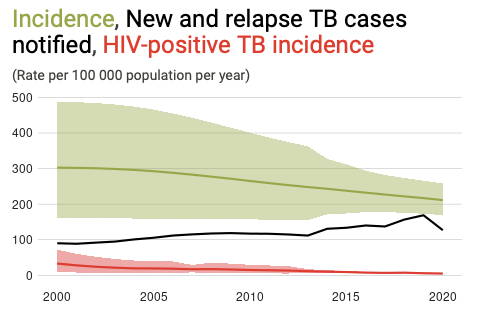 Incidence, New and relapse TB cases
notified, HIV-positive TB incidence
(Rate per 100 000 population per year)
500
400
300
200
100
0
2000 2005 2010 2015 2020